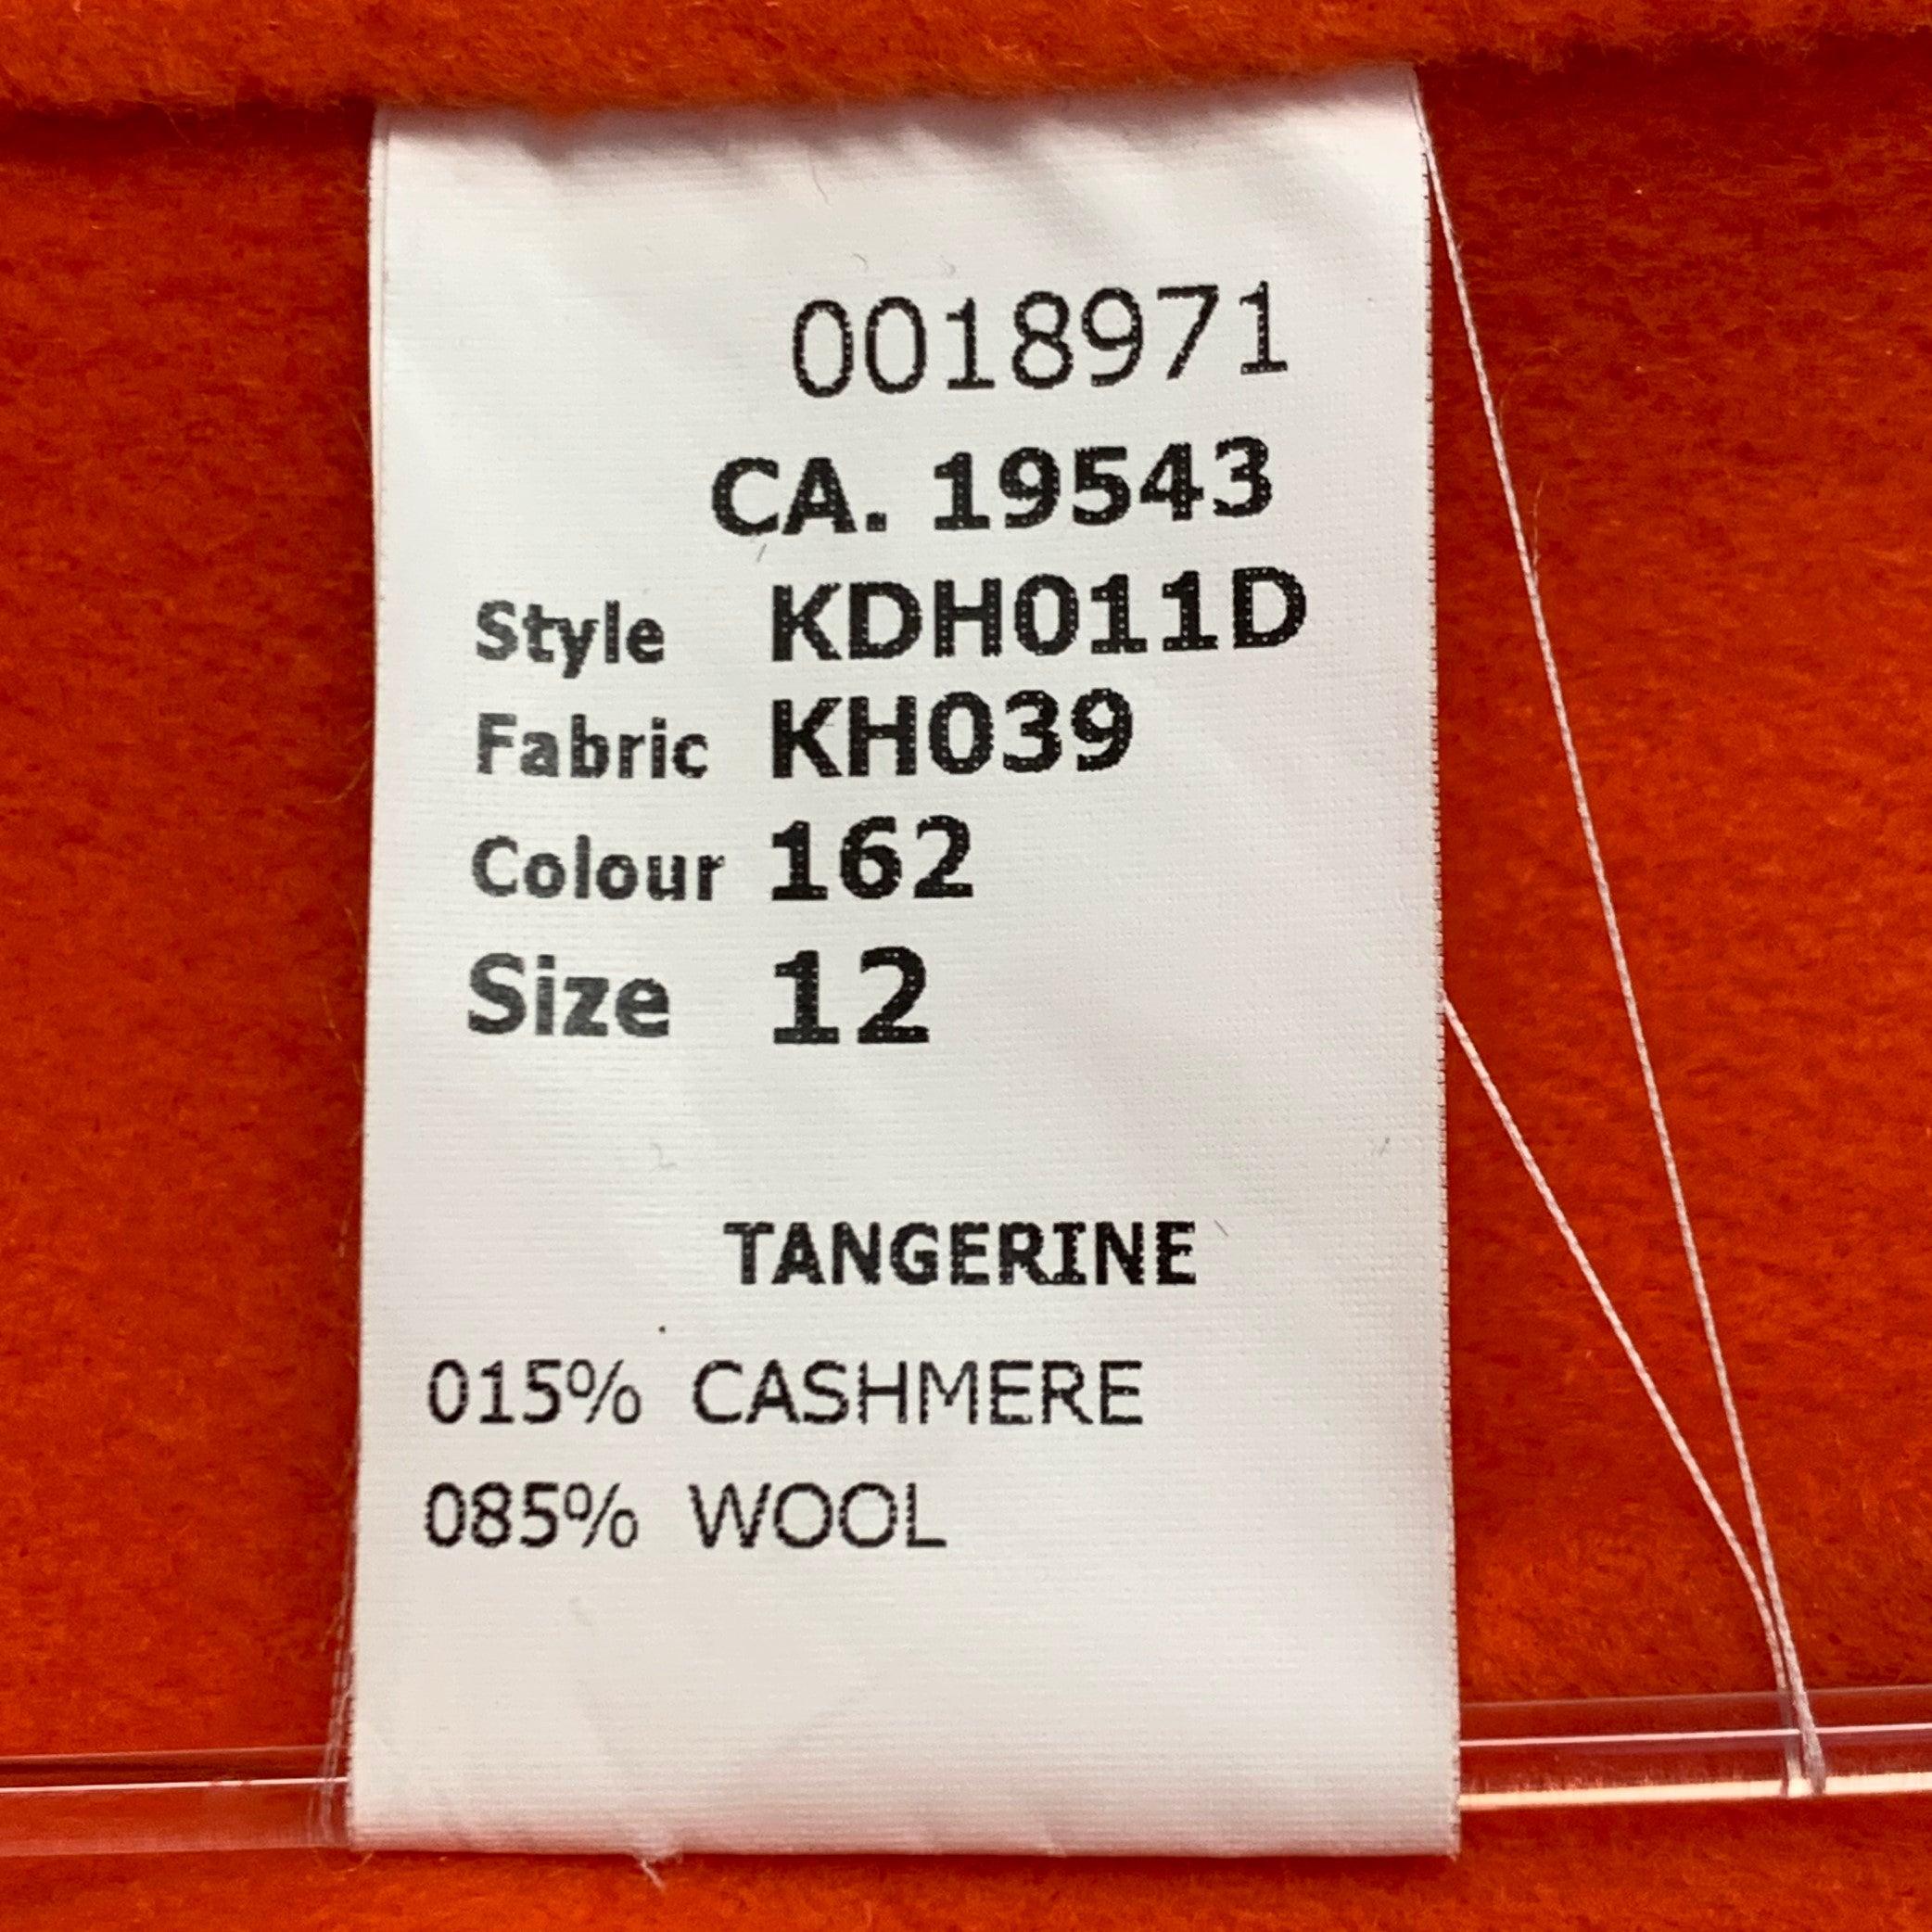 0018971
CA. 19543
Style KDH011D
Fabric KH039
Colour 162
Size 12
TANGERINE
015% CASHMERE
085% WOOL